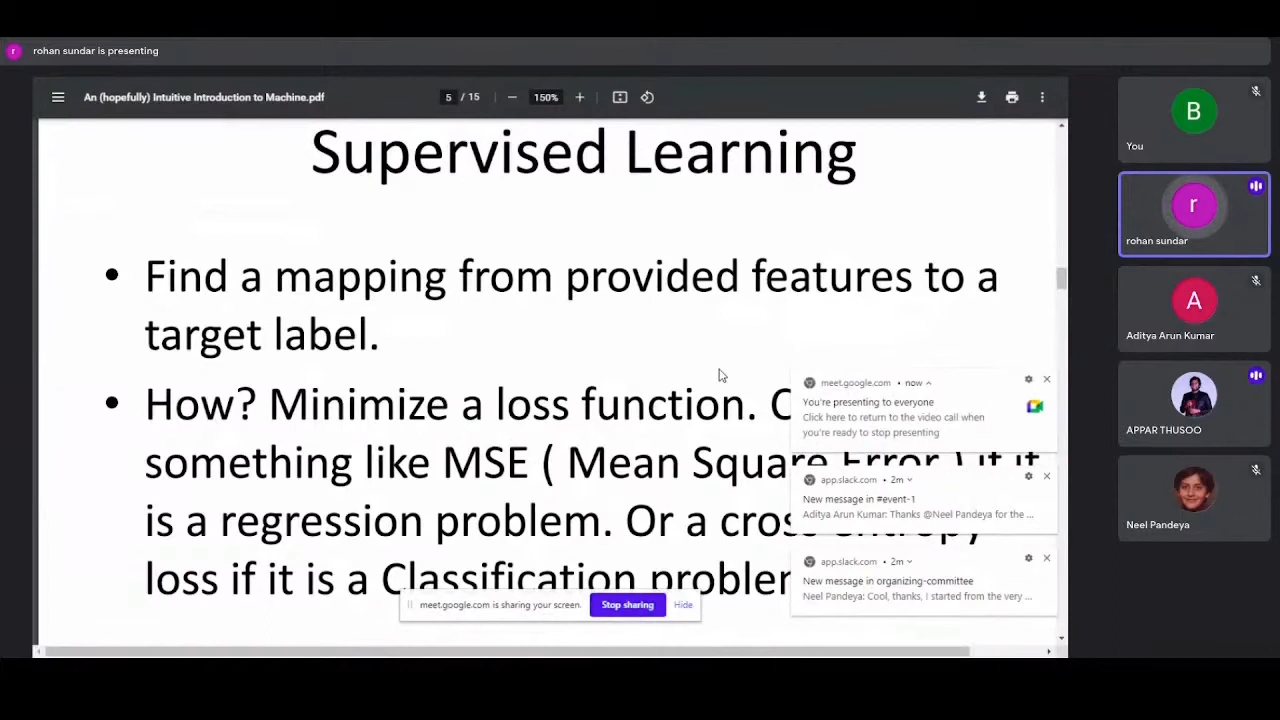 r
rohan sundar is presenting
An (hopefully) Intuitive Introduction to Machine.pdf
5 / 15
150%
Supervised Learning
• Find a mapping from provided features to a
target label.
• How? Minimize a loss function.
something like MSE ( Mean Square Error ) if it
is a regression problem. Or a cross entropy
loss if it is a Classification
meet.google.com • now
You're presenting to everyone
Click here to return to the video call when
you're ready to stop presenting
app.slack.com • 2m
New message in #event-1
Aditya Arun Kumar: Thanks @Neel Pandeya for the ...
app.slack.com • 2m
New message in organizing-committee
Neel Pandeya: Cool, thanks, I started from the very ...
meet.google.com is sharing your screen.
Stop sharing
Hide
B
You
r
rohan sundar
A
Aditya Arun Kumar
APPAR THUSOO
Neel Pandeya